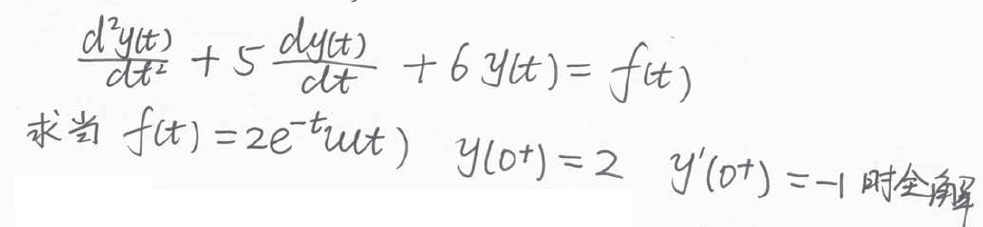 d²y(t)/dt² + 5 dy(t)/dt + 6y(t) = f(t)
求当 f(t) = 2e^{-t}u(t) y(0⁺) = 2 y'(0⁺) = -1 时全解